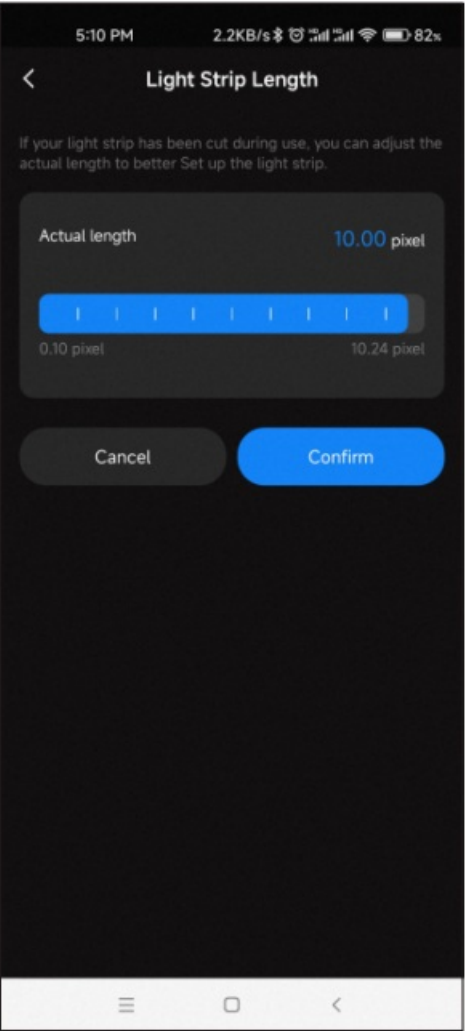 5:10 PM 2.2KB/s 82%
Light Strip Length
If your light strip has been cut during use, you can adjust the
actual length to better Set up the light strip.
Actual length 10.00 pixel
0.10 pixel 10.24 pixel
Cancel Confirm